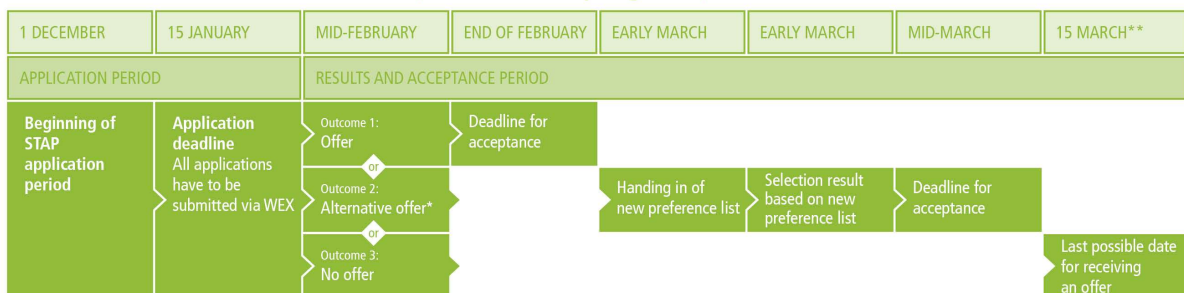 1 DECEMBER
15 JANUARY
MID-FEBRUARY
END OF FEBRUARY
EARLY MARCH
EARLY MARCH
MID-MARCH
15 MARCH**
APPLICATION PERIOD
RESULTS AND ACCEPTANCE PERIOD
Beginning of
STAP
application
period
Application
deadline
All applications
have to be
submitted via WEX
Outcome 1:
Offer
or
Outcome 2:
Alternative offer*
or
Outcome 3:
No offer
Deadline for
acceptance
Handing in of
new preference list
Selection result
based on new
preference list
Deadline for
acceptance
Last possible date
for receiving
an offer